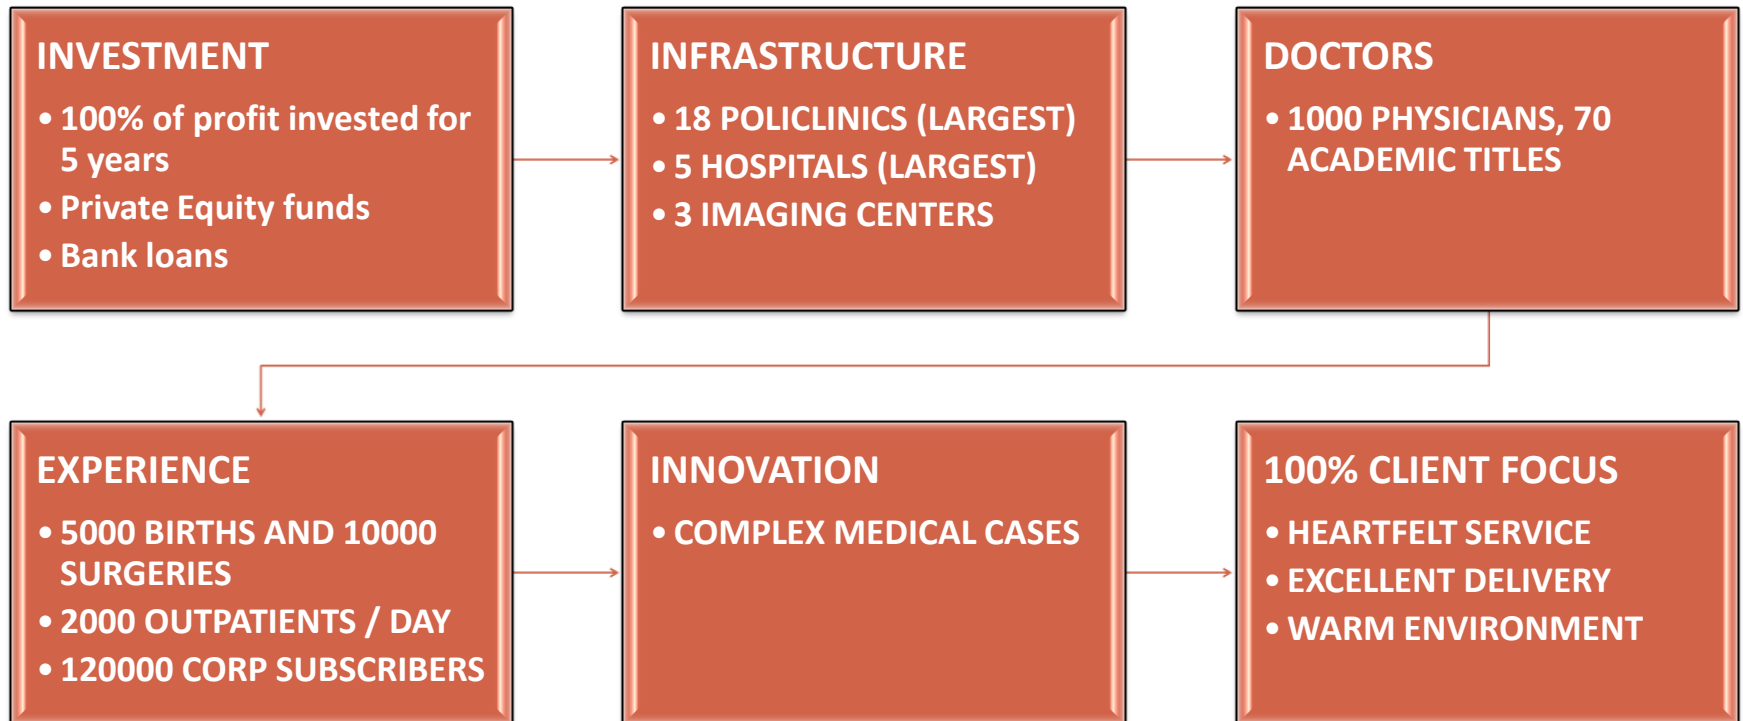 INVESTMENT
• 100% of profit invested for
5 years
• Private Equity funds
• Bank loans
INFRASTRUCTURE
• 18 POLICLINICS (LARGEST)
• 5 HOSPITALS (LARGEST)
• 3 IMAGING CENTERS
DOCTORS
• 1000 PHYSICIANS, 70
ACADEMIC TITLES
EXPERIENCE
• 5000 BIRTHS AND 10000
SURGERIES
• 2000 OUTPATIENTS / DAY
• 120000 CORP SUBSCRIBERS
INNOVATION
• COMPLEX MEDICAL CASES
100% CLIENT FOCUS
• HEARTFELT SERVICE
• EXCELLENT DELIVERY
• WARM ENVIRONMENT